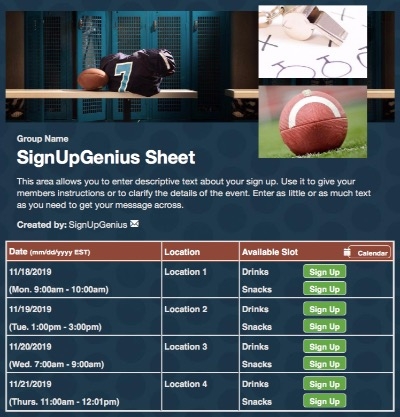 7
Group Name
SignUpGenius Sheet
This area allows you to enter descriptive text about your sign up. Use it to give your
members instructions or to clarify the details of the event. Enter as little or as much text
as you need to get your message across.
Created by: SignUpGenius
Date (mm/dd/yyyy EST) Location Available Slot Calendar
11/18/2019 Location 1 Drinks Sign Up
(Mon. 9:00am - 10:00am) Snacks Sign Up
11/19/2019 Location 2 Drinks Sign Up
(Tue. 1:00pm - 3:00pm) Snacks Sign Up
11/20/2019 Location 3 Drinks Sign Up
(Wed. 7:00am - 9:00am) Snacks Sign Up
11/21/2019 Location 4 Drinks Sign Up
(Thurs. 11:00am - 12:01pm) Snacks Sign Up